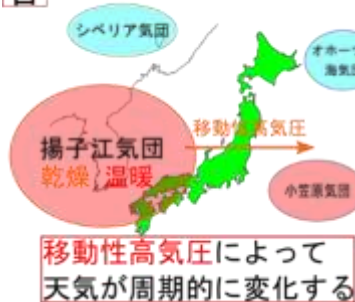 シベリア気団
オホーツ
海気団
移動性高気圧
揚子江気団
乾燥 温暖
小笠原気団
移動性高気圧によって
天気が周期的に変化する